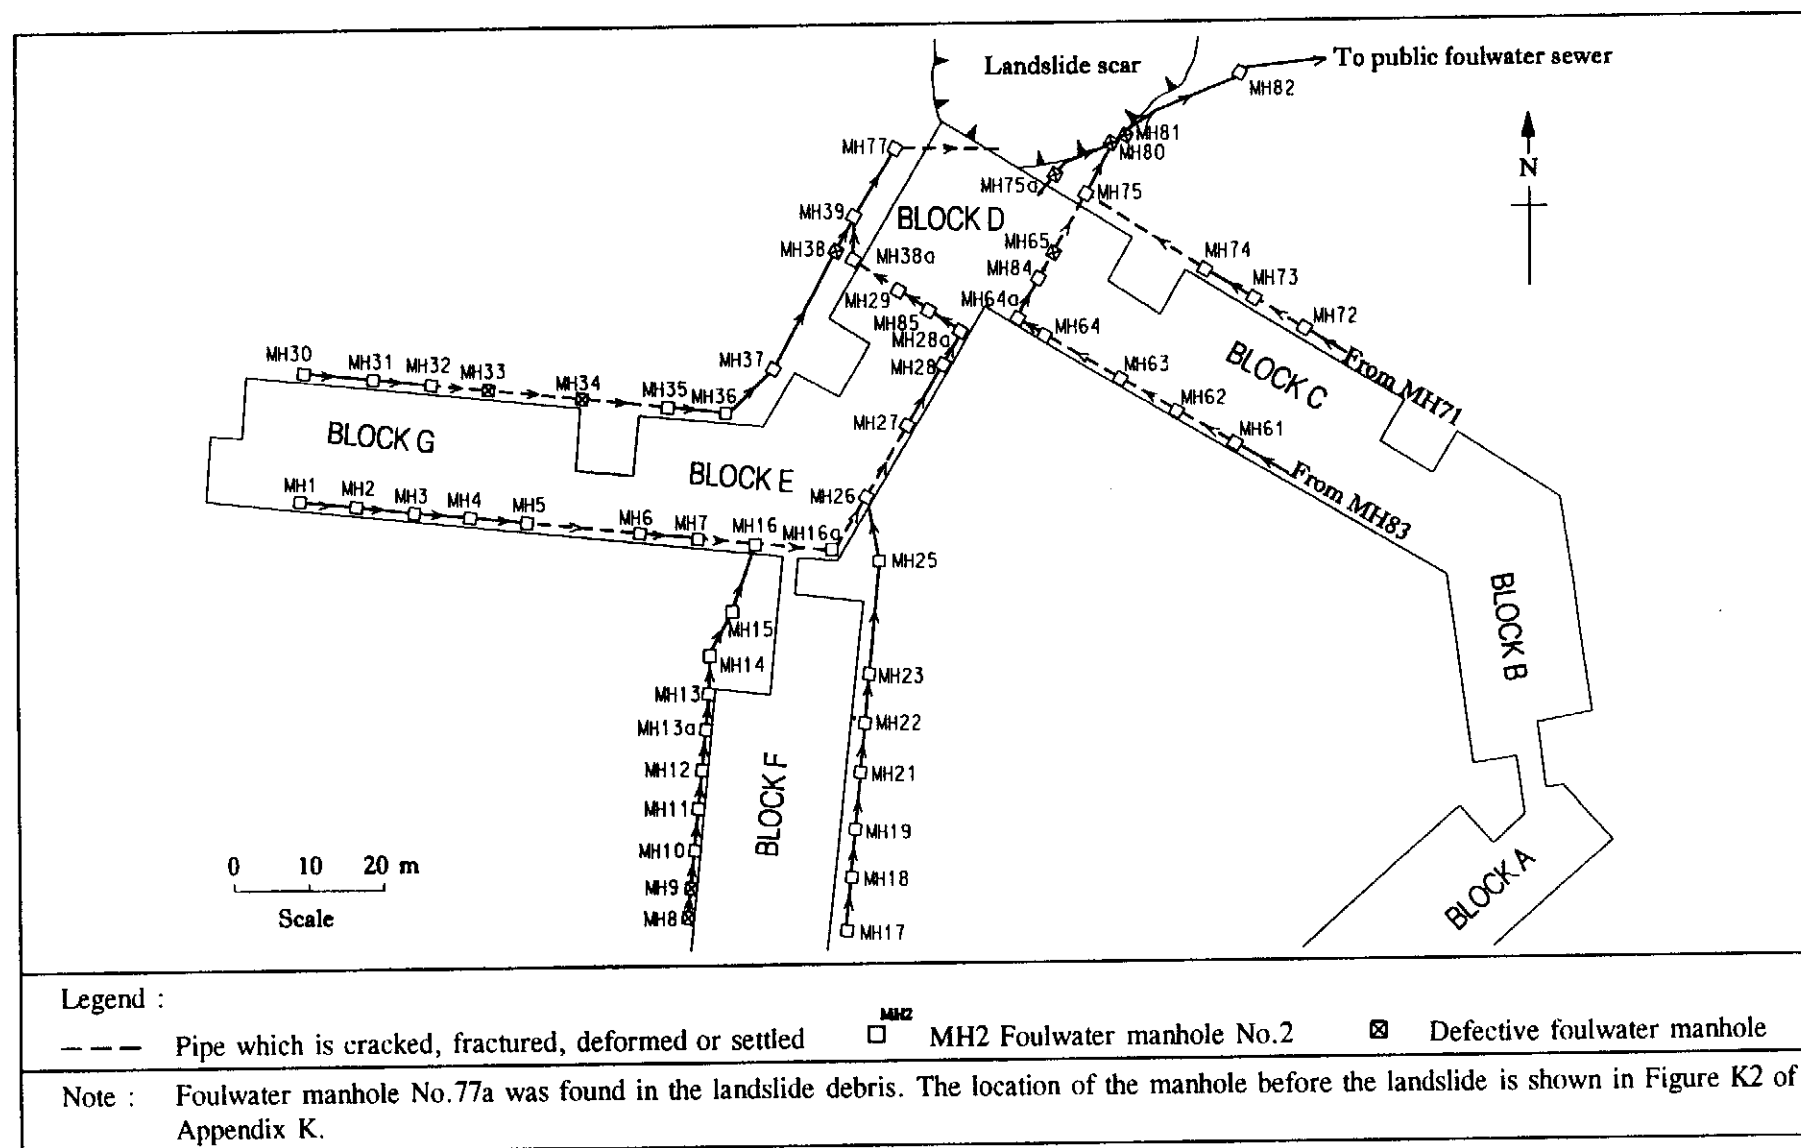 Landslide scar
To public foulwater sewer
MH82
MH81
MH80
MH77
MH75a
MH75
N
MH39
BLOCK D
MH38
MH38a
MH65
MH84
MH74
MH73
MH72
MH29
MH64a
MH85
MH64
MH28a
MH28
From MH71
MH30
MH31
MH32
MH33
MH34
MH35
MH36
MH37
MH63
BLOCK C
MH62
MH61
MH27
From MH83
BLOCK G
BLOCK E
MH26
MH1
MH2
MH3
MH4
MH5
MH6
MH7
MH16
MH16a
MH25
BLOCK B
MH15
MH14
MH13
MH23
MH13a
MH22
MH12
MH21
BLOCK F
MH11
MH19
MH10
MH18
MH9
MH8
MH17
BLOCK A
0 10 20 m
Scale
Legend :
Pipe which is cracked, fractured, deformed or settled
MH2
MH2 Foulwater manhole No.2
Defective foulwater manhole
Note : Foulwater manhole No.77a was found in the landslide debris. The location of the manhole before the landslide is shown in Figure K2 of
Appendix K.